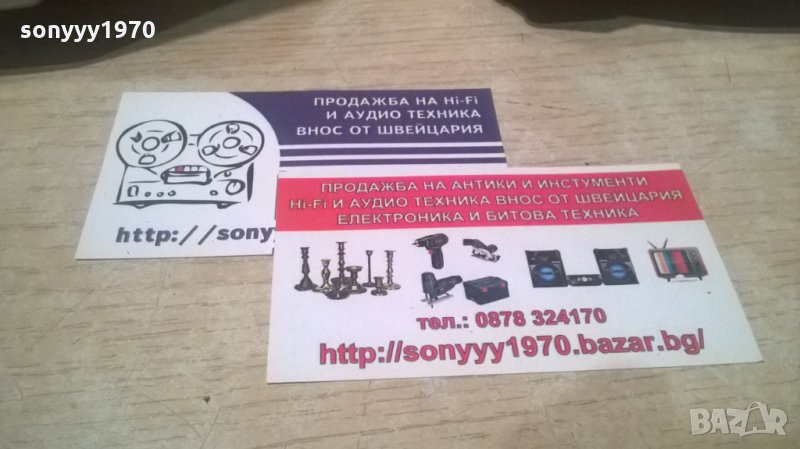 sonyyy1970
ПРОДАЖБА НА Hi-Fi
И АУДИО ТЕХНИКА
ВНОС ОТ ШВЕЙЦАРИЯ
http://sony
ПРОДАЖБА НА АНТИКИ И ИНСТУМЕНТИ
Hi-Fi И АУДИО ТЕХНИКА ВНОС ОТ ШВЕЙЦАРИЯ
ЕЛЕКТРОНИКА И БИТОВА ТЕХНИКА
тел.: 0878 324170
http://sonyyy1970.bazar.bg/
BAZAR